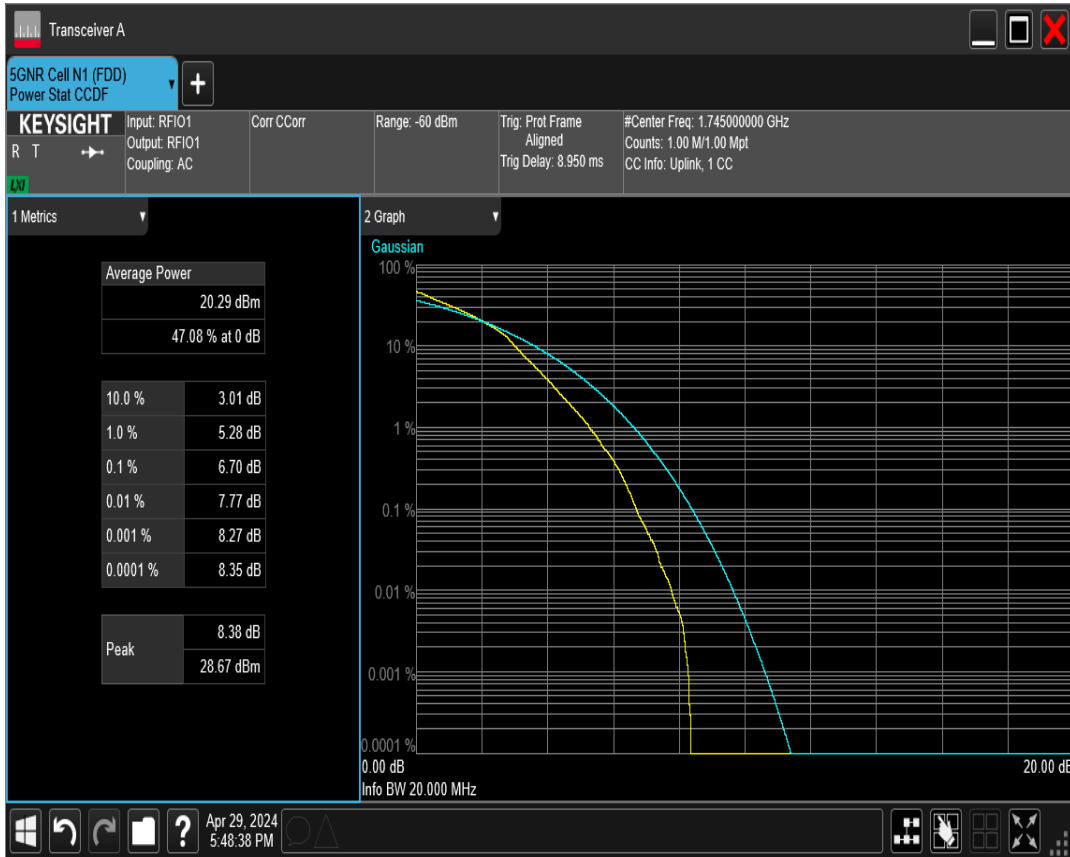 Transceiver A
5GNR Cell N1 (FDD)
Power Stat CCDF
+
KEYSIGHT
R T
LXI
Input: RFIO1
Output: RFIO1
Coupling: AC
Corr CCorr
Range: -60 dBm
Trig: Prot Frame
Aligned
Trig Delay: 8.950 ms
#Center Freq: 1.745000000 GHz
Counts: 1.00 M/1.00 Mpt
CC Info: Uplink, 1 CC
1 Metrics
Average Power
20.29 dBm
47.08 % at 0 dB
10.0 % 3.01 dB
1.0 % 5.28 dB
0.1 % 6.70 dB
0.01 % 7.77 dB
0.001 % 8.27 dB
0.0001 % 8.35 dB
Peak 8.38 dB
28.67 dBm
2 Graph
Gaussian
100 %
10 %
1 %
0.1 %
0.01 %
0.001 %
0.0001 %
0.00 dB
20.00 dB
Info BW 20.000 MHz
?
Apr 29, 2024
5:48:38 PM